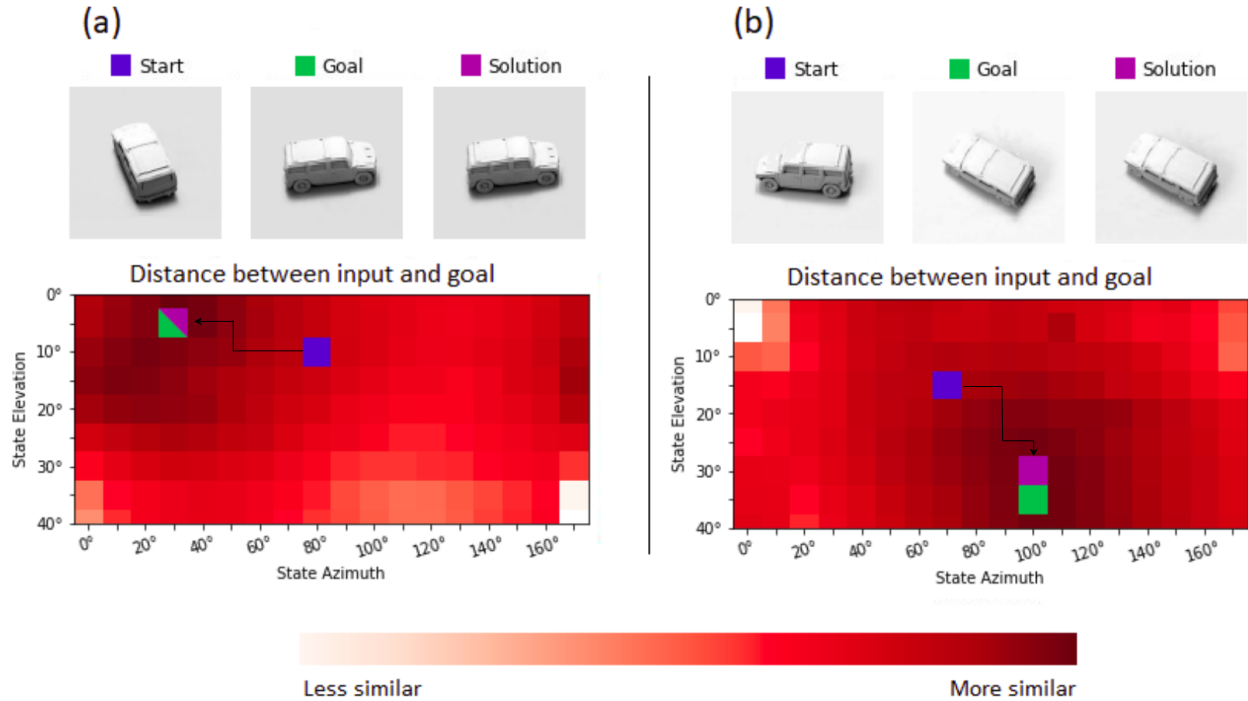 (a)
Start
Goal
Solution
Distance between input and goal
0°
10°
20°
30°
40°
State Elevation
0°
20°
40°
60°
80°
100°
120°
140°
160°
State Azimuth
(b)
Start
Goal
Solution
Distance between input and goal
0°
10°
20°
30°
40°
State Elevation
0°
20°
40°
60°
80°
100°
120°
140°
160°
State Azimuth
Less similar
More similar